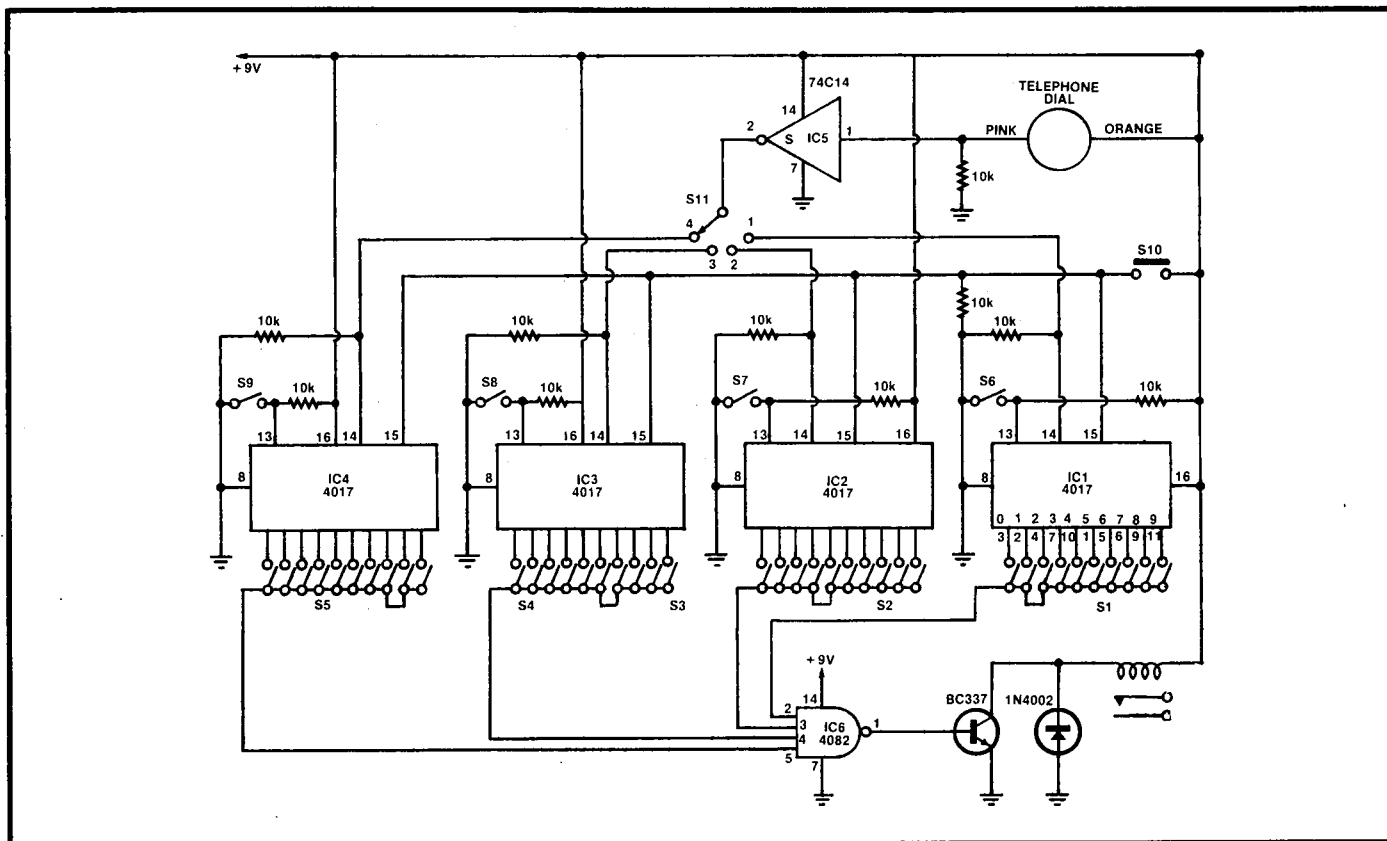 +9V
74C14
TELEPHONE
DIAL
14
2
S
IC5
1
PINK
ORANGE
7
10k
S11
4
1
3
2
S10
10k
10k
10k
10k
10k
S9
10k
S8
10k
S7
10k
S6
10k
13
16
14
15
13
16
14
15
13
14
15
16
13
14
15
8
IC4
4017
8
IC3
4017
8
IC2
4017
8
IC1
4017
16
0 1 2 3 4 5 6 7 8 9
3 2 4 7 10 1 5 6 9 11
S5
S4
S3
S2
S1
+9V
14
2
3
4
5
IC6
4082
1
7
BC337
1N4002